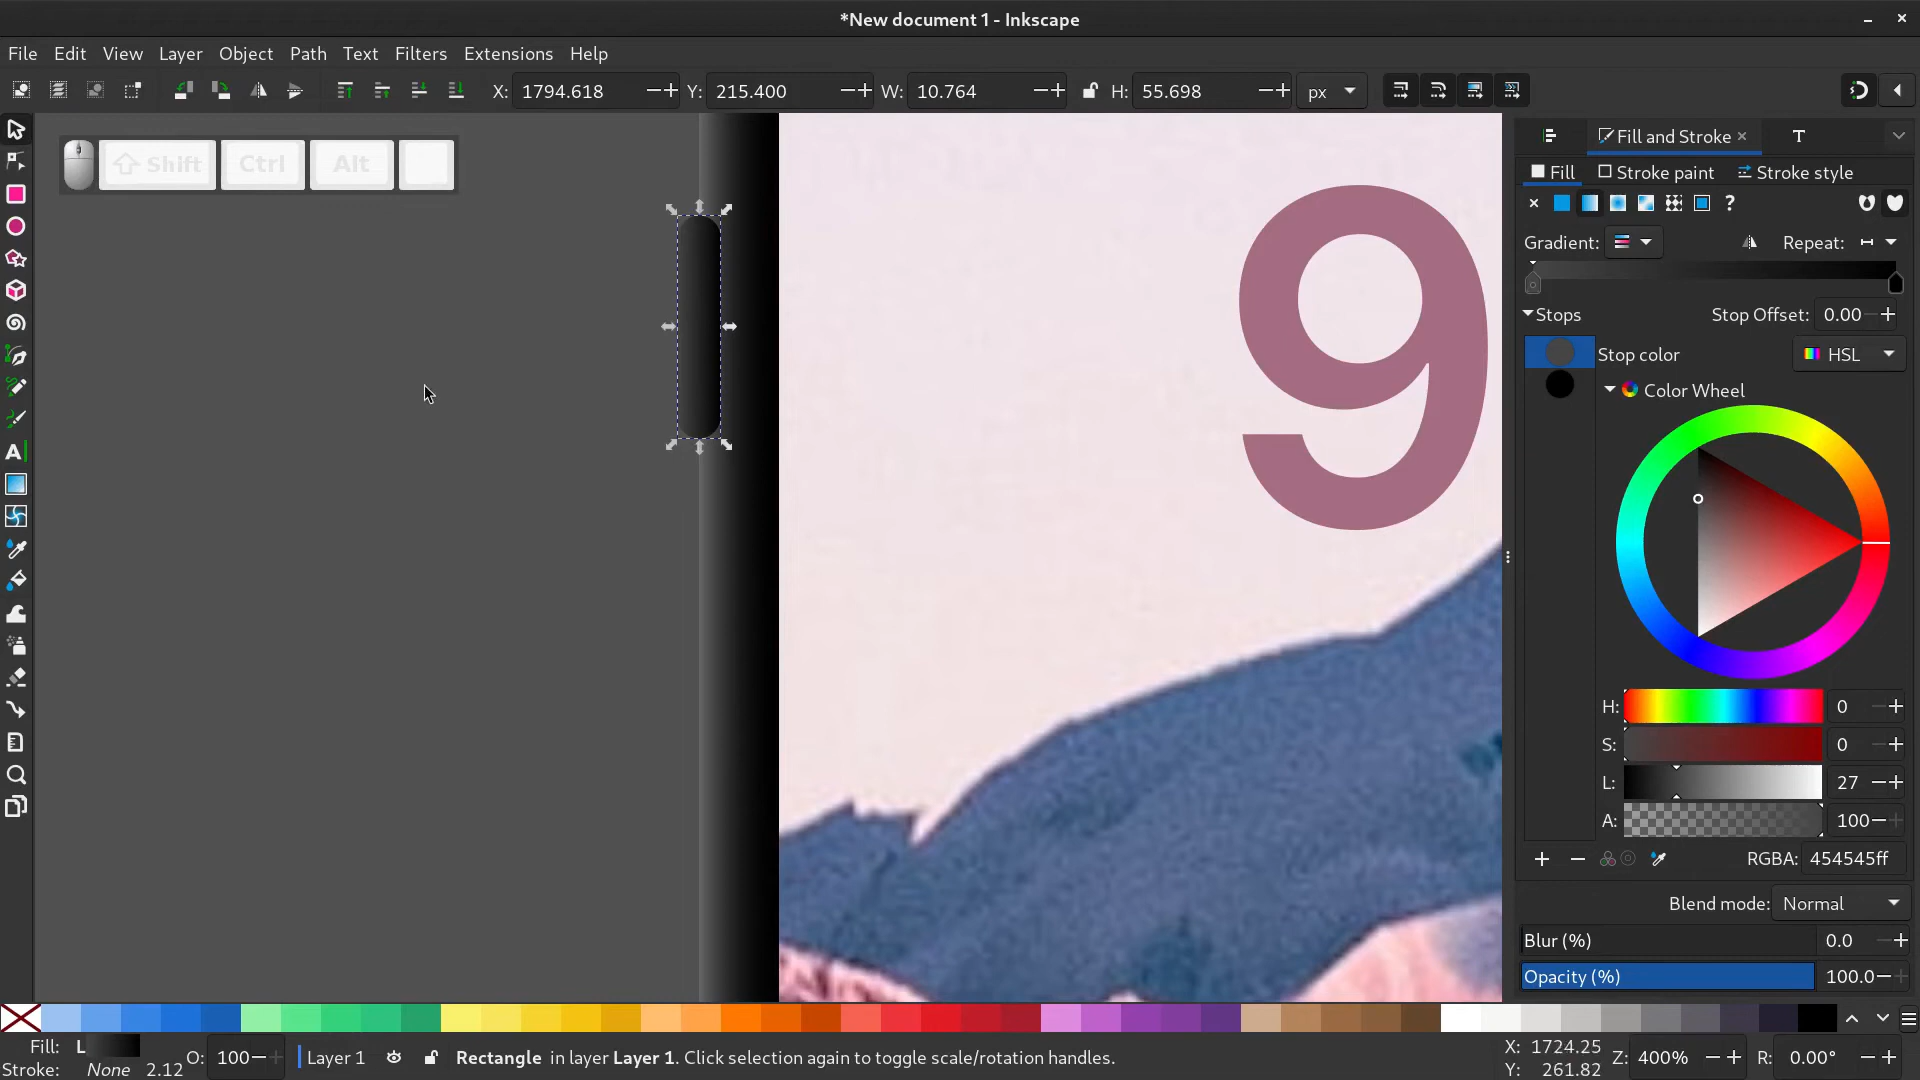 *New document 1 - Inkscape
File Edit View Layer Object Path Text Filters Extensions Help
X: 1794.618 Y: 215.400 W: 10.764 H: 55.698 px
Fill and Stroke
Shift Ctrl Alt
Fill Stroke paint Stroke style
?
Gradient: Repeat:
9
Stops Stop Offset: 0.00
Stop color HSL
Color Wheel
H: 0
S: 0
L: 27
A: 100
RGBA: 454545ff
Blend mode: Normal
Blur (%) 0.0
Opacity (%) 100.0
Fill: L O: 100 Layer 1 Rectangle in layer Layer 1. Click selection again to toggle scale/rotation handles. X: 1724.25 Z: 400% R: 0.00°
Stroke: None 2.12 Y: 261.82